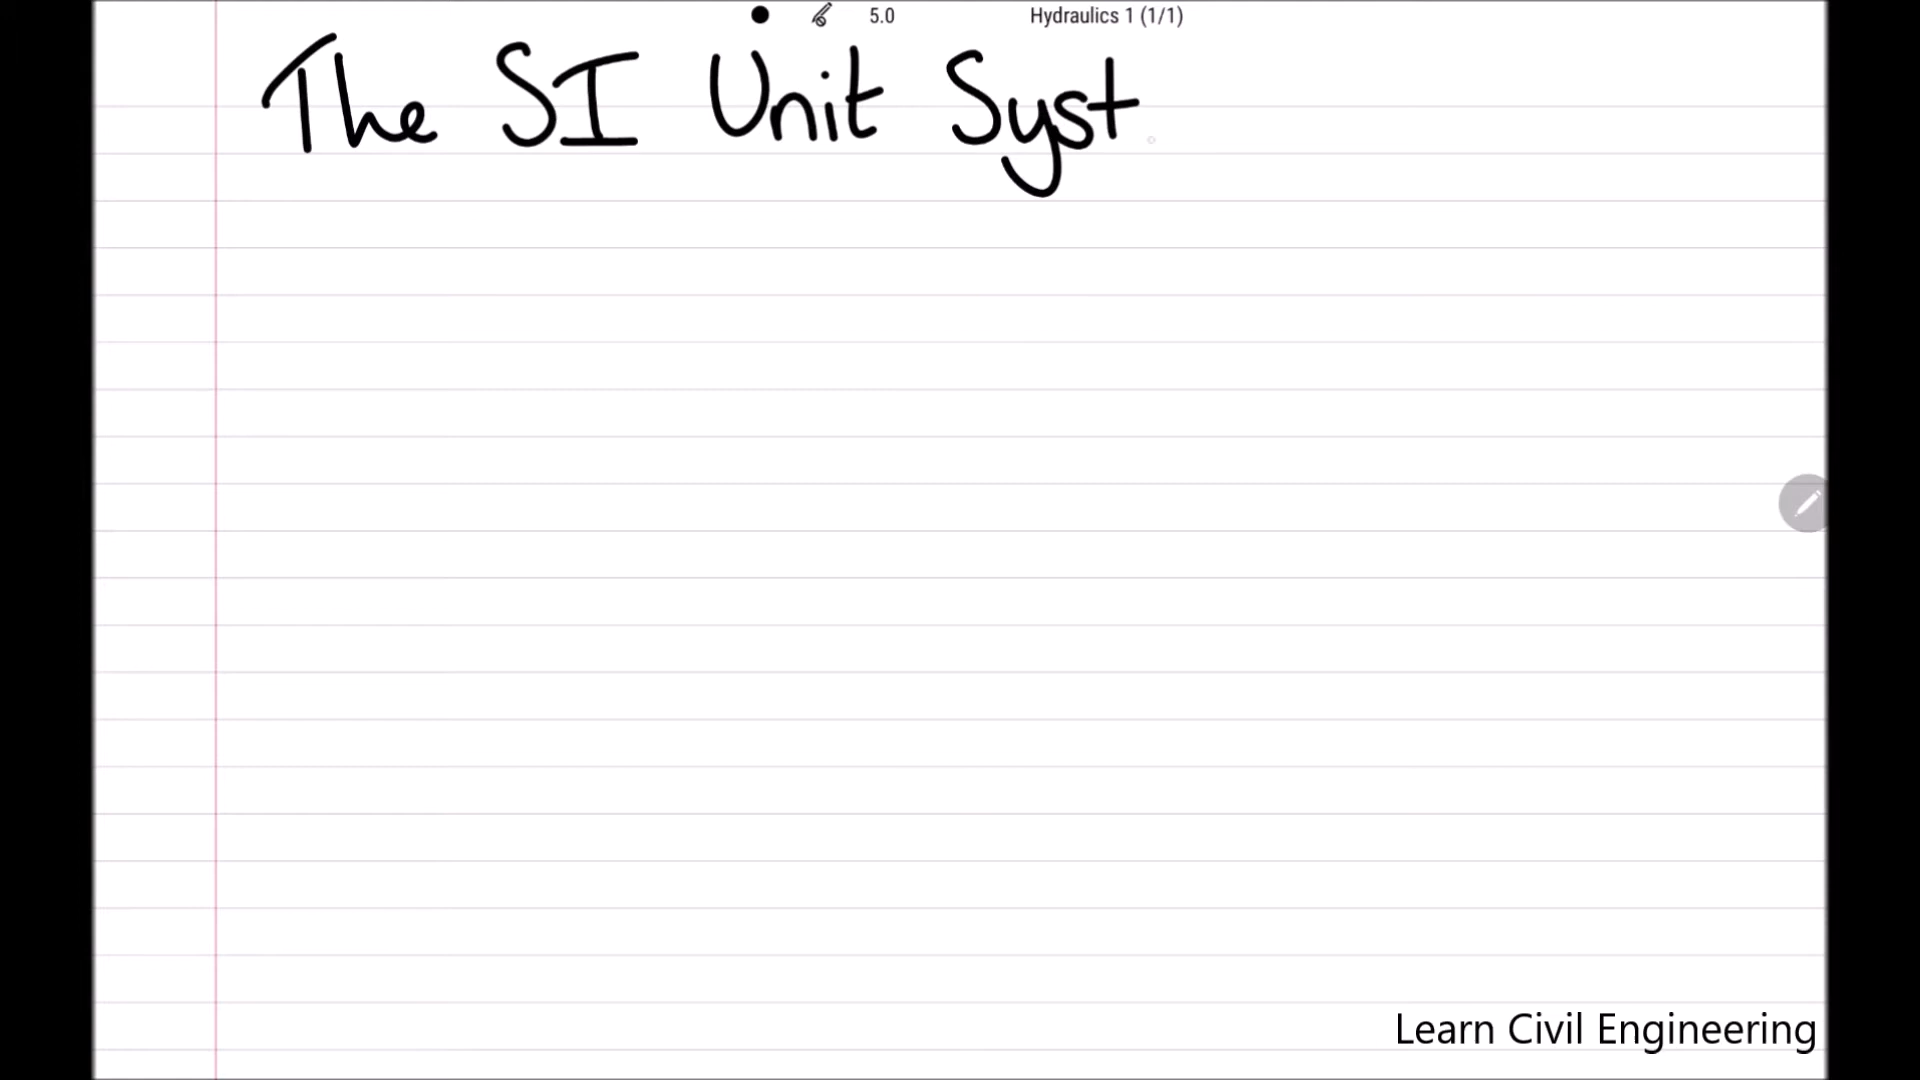 5.0 Hydraulics 1 (1/1)
The SI Unit Syst
Learn Civil Engineering